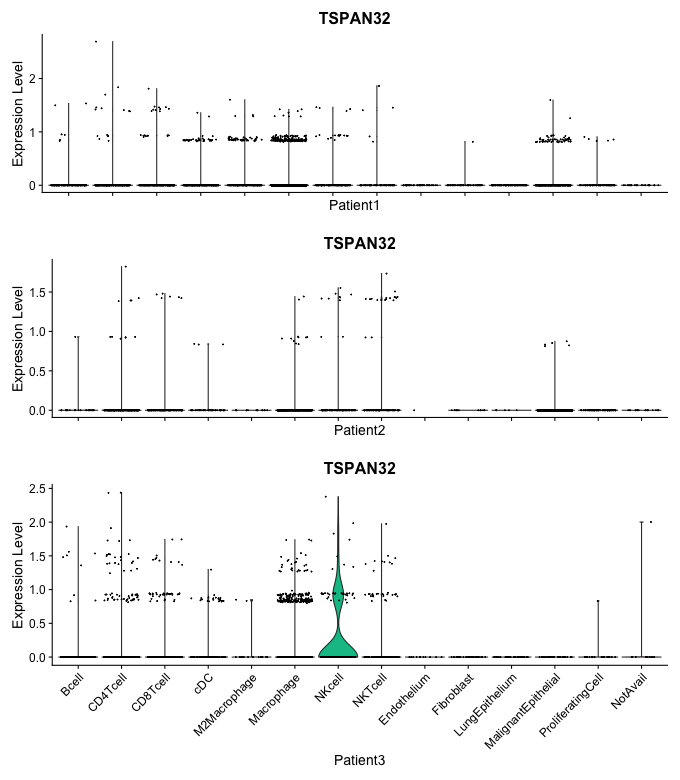 TSPAN32
Expression Level
2
1
0
Patient1
TSPAN32
Expression Level
1.5
1.0
0.5
0.0
Patient2
TSPAN32
Expression Level
2.5
2.0
1.5
1.0
0.5
0.0
Bcell
CD4Tcell
CD8Tcell
cDC
M2Macrophage
Macrophage
NKcell
NKTcell
Endothelium
Fibroblast
LungEpithelium
MalignantEpithelial
ProliferatingCell
NotAvail
Patient3